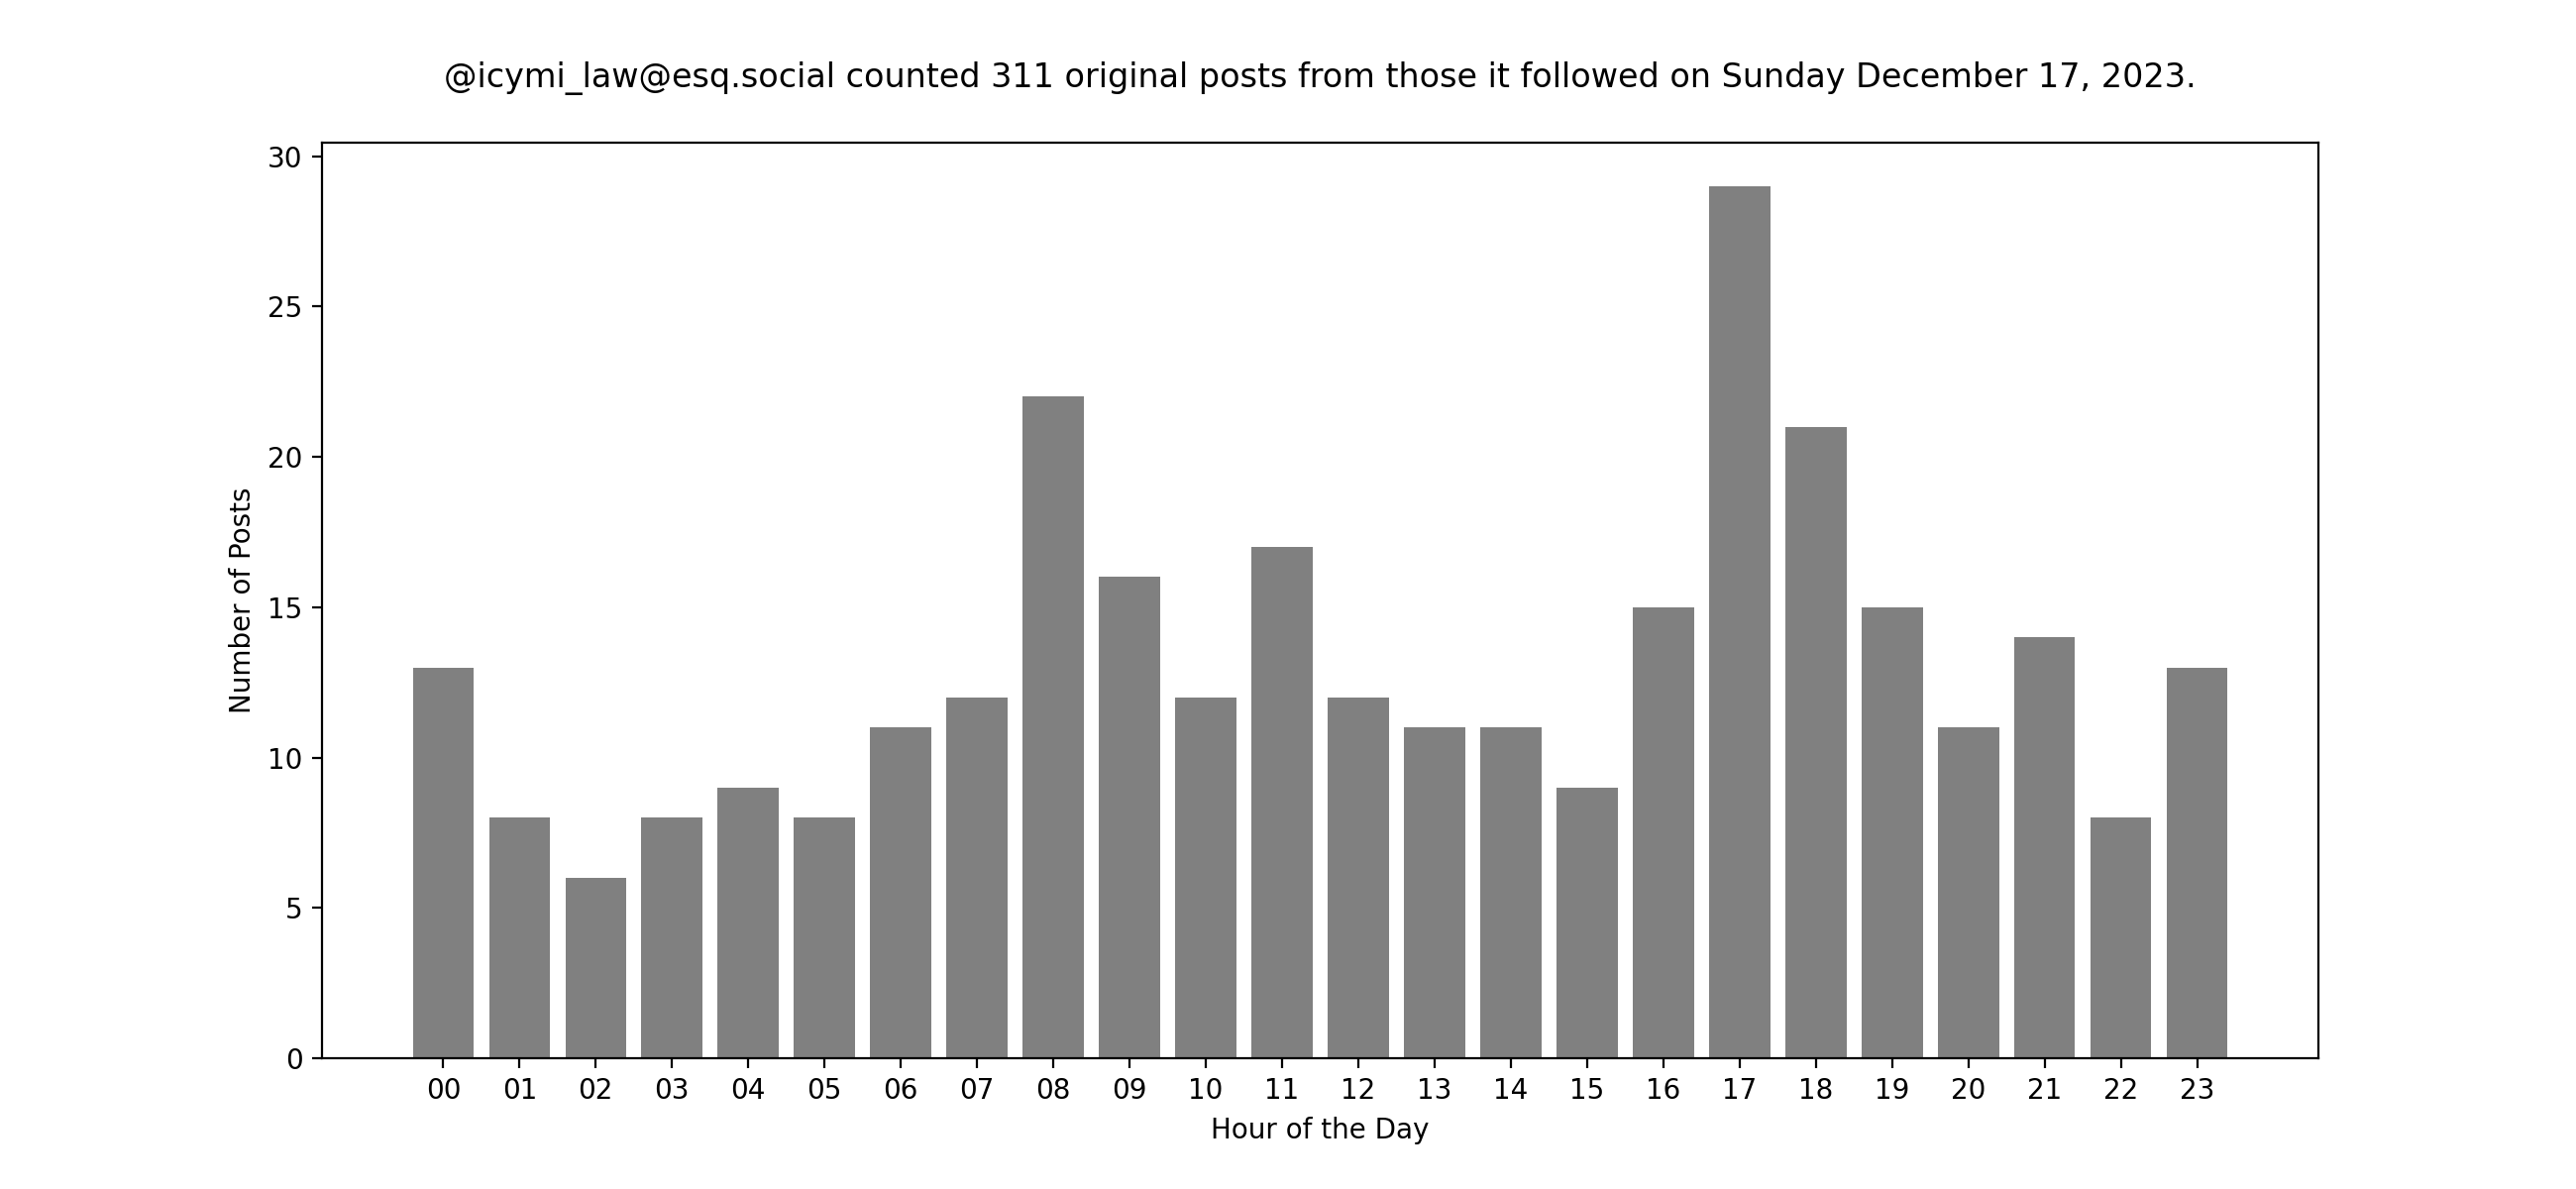 @icymi_law@esq.social counted 311 original posts from those it followed on Sunday December 17, 2023.
30
25
20
15
10
5
0
Number of Posts
00 01 02 03 04 05 06 07 08 09 10 11 12 13 14 15 16 17 18 19 20 21 22 23
Hour of the Day